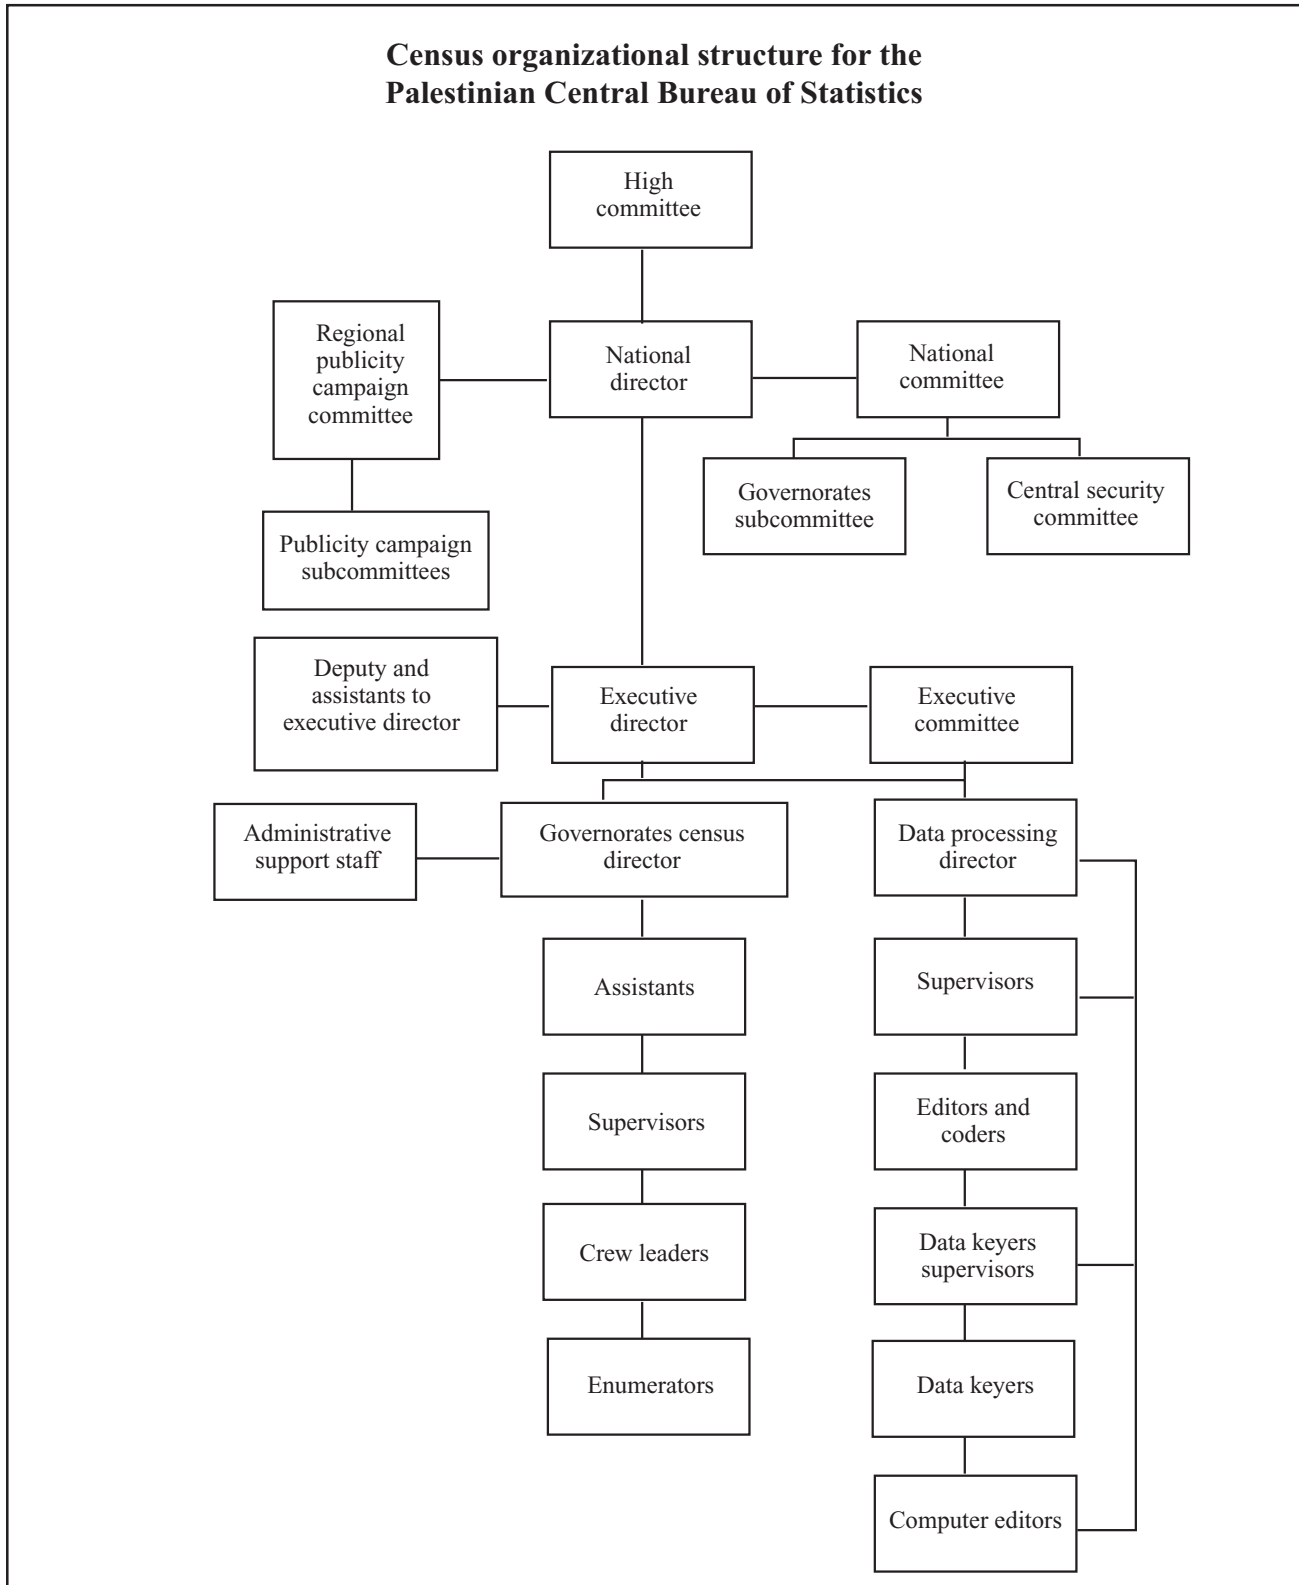 Census organizational structure for the
Palestinian Central Bureau of Statistics
High
committee
Regional
publicity
campaign
committee
National
director
National
committee
Governorates
subcommittee
Central security
committee
Publicity campaign
subcommittees
Deputy and
assistants to
executive director
Executive
director
Executive
committee
Administrative
support staff
Governorates census
director
Data processing
director
Assistants
Supervisors
Supervisors
Editors and
coders
Crew leaders
Data keyers
supervisors
Enumerators
Data keyers
Computer editors